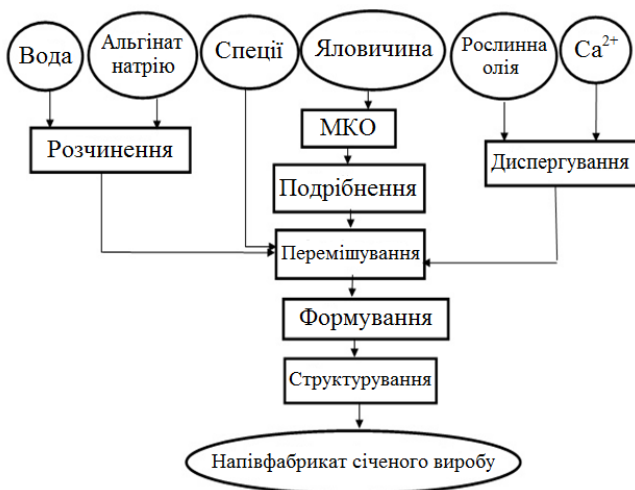 Вода
Альгінат
натрію
Спеції
Яловичина
Рослинна
олія
Ca²⁺
Розчинення
МКО
Диспергування
Подрібнення
Перемішування
Формування
Структурування
Напівфабрикат січеного виробу